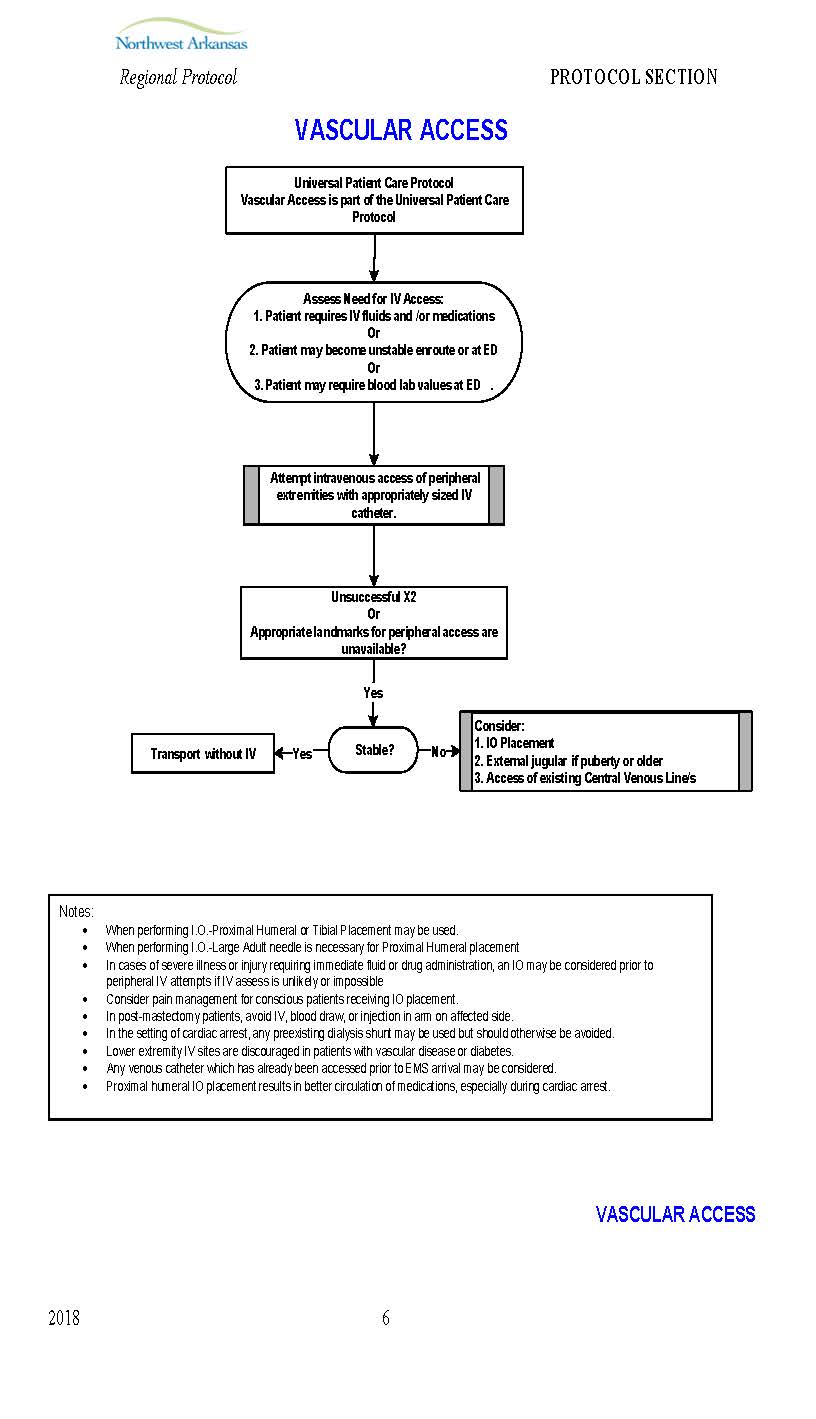 Northwest Arkansas
Regional Protocol
PROTOCOL SECTION
VASCULAR ACCESS
Universal Patient Care Protocol
Vascular Access is part of the Universal Patient Care
Protocol
Assess Need for IV Access:
1. Patient requires IV fluids and /or medications
Or
2. Patient may become unstable enroute or at ED
Or
3. Patient may require blood lab values at ED .
Attempt intravenous access of peripheral
extremities with appropriately sized IV
catheter.
Unsuccessful X2
Or
Appropriate landmarks for peripheral access are
unavailable?
Yes
Transport without IV
Yes
Stable?
No
Consider:
1. IO Placement
2. External jugular if puberty or older
3. Access of existing Central Venous Line/s
Notes:
• When performing I.O.-Proximal Humeral or Tibial Placement may be used.
• When performing I.O.-Large Adult needle is necessary for Proximal Humeral placement
• In cases of severe illness or injury requiring immediate fluid or drug administration, an IO may be considered prior to
peripheral IV attempts if IV assess is unlikely or impossible
• Consider pain management for conscious patients receiving IO placement.
• In post-mastectomy patients, avoid IV, blood draw, or injection in arm on affected side.
• In the setting of cardiac arrest, any preexisting dialysis shunt may be used but should otherwise be avoided.
• Lower extremity IV sites are discouraged in patients with vascular disease or diabetes.
• Any venous catheter which has already been accessed prior to EMS arrival may be considered.
• Proximal humeral IO placement results in better circulation of medications, especially during cardiac arrest.
VASCULAR ACCESS
2018
6